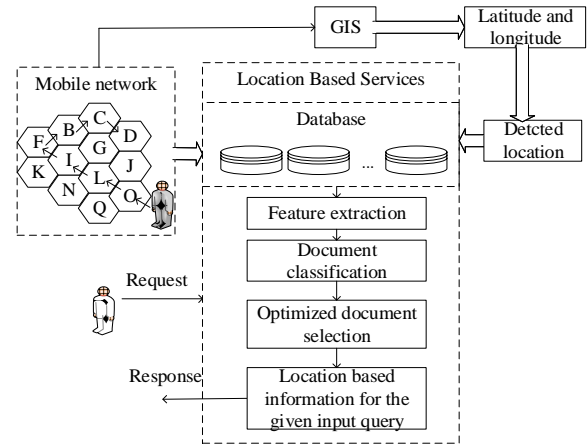 GIS
Latitude and
longitude
Mobile network
Location Based Services
C
B
D
F
G
I
J
K
L
N
O
Q
Database
...
Detcted
location
Feature extraction
Document
classification
Request
Optimized document
selection
Response
Location based
information for the
given input query